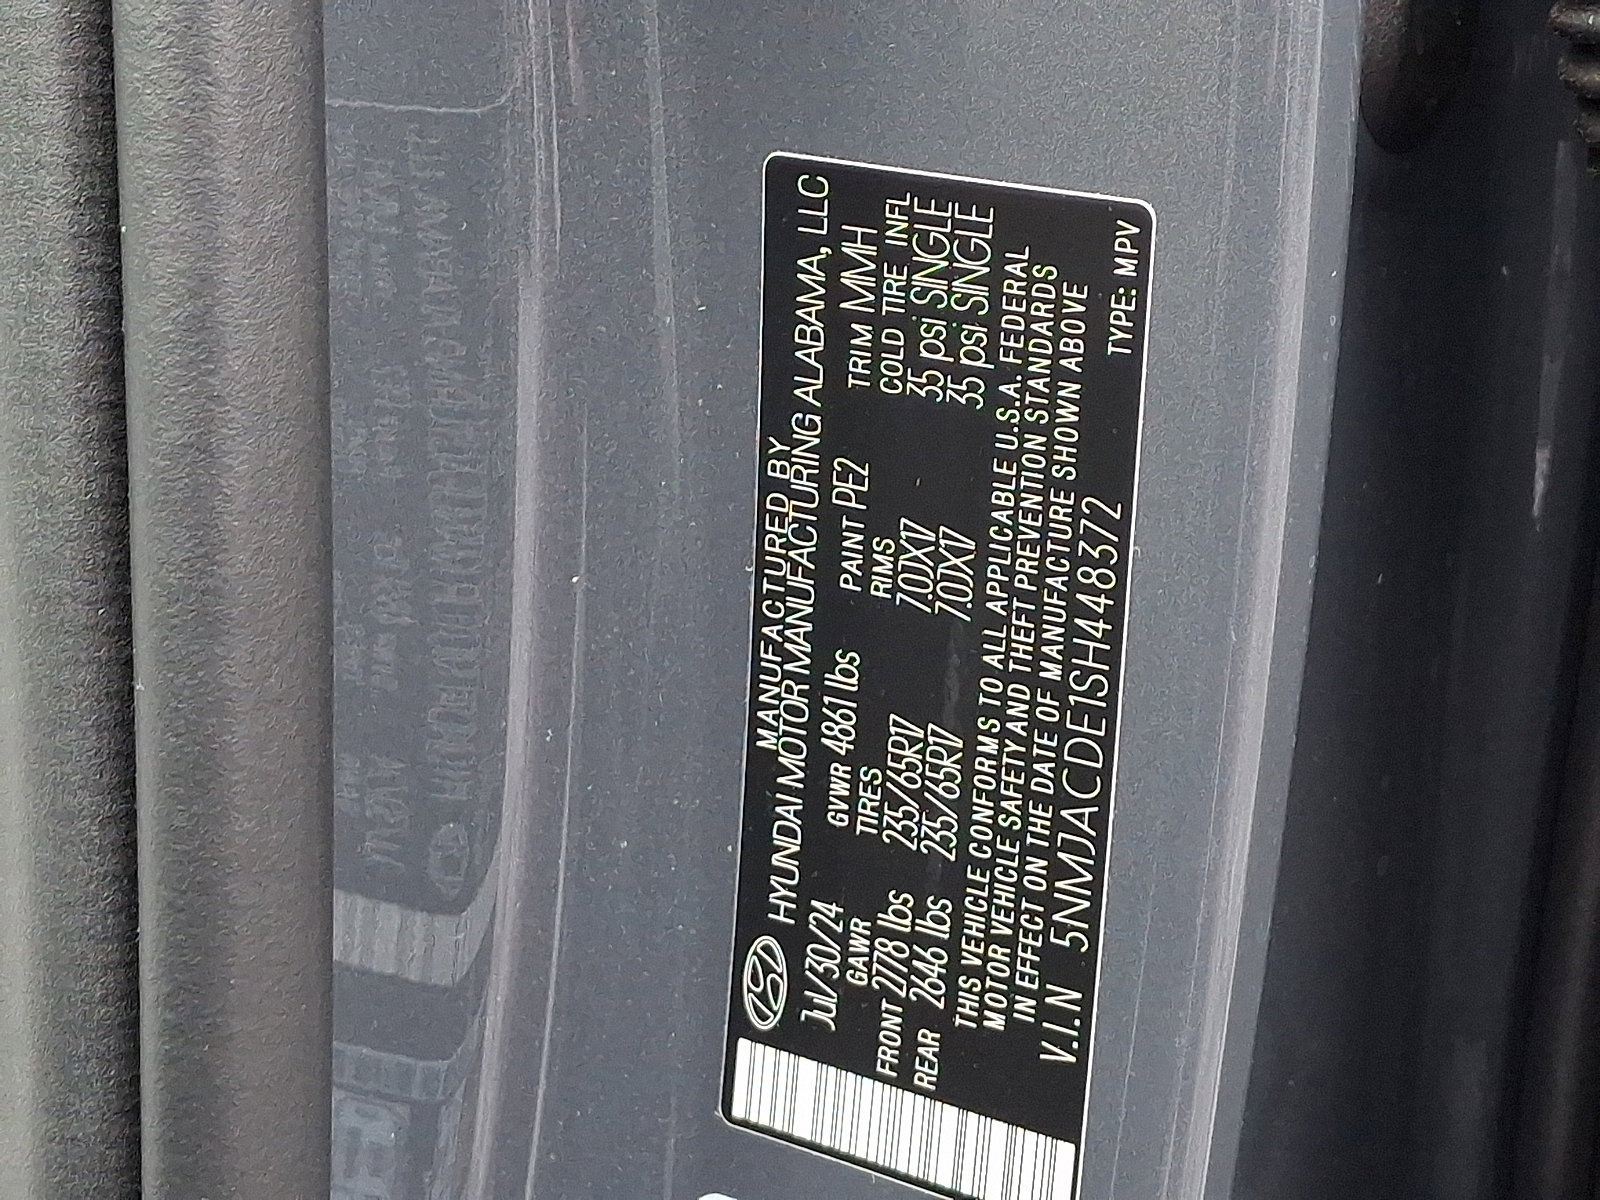 MANUFACTURED BY
HYUNDAI MOTOR MANUFACTURING ALABAMA, LLC
Jul/30/24 GVWR 4861 lbs PAINT PE2 TRIM MMH
GAWR TIRES RIMS COLD TIRE INFL
FRONT 2778 lbs 235/65R17 7.0JX17 35 psi SINGLE
REAR 2646 lbs 235/65R17 7.0JX17 35 psi SINGLE
THIS VEHICLE CONFORMS TO ALL APPLICABLE U.S.A. FEDERAL
MOTOR VEHICLE SAFETY AND THEFT PREVENTION STANDARDS
IN EFFECT ON THE DATE OF MANUFACTURE SHOWN ABOVE
V.I.N 5NMJACDE1SH448372 TYPE: MPV